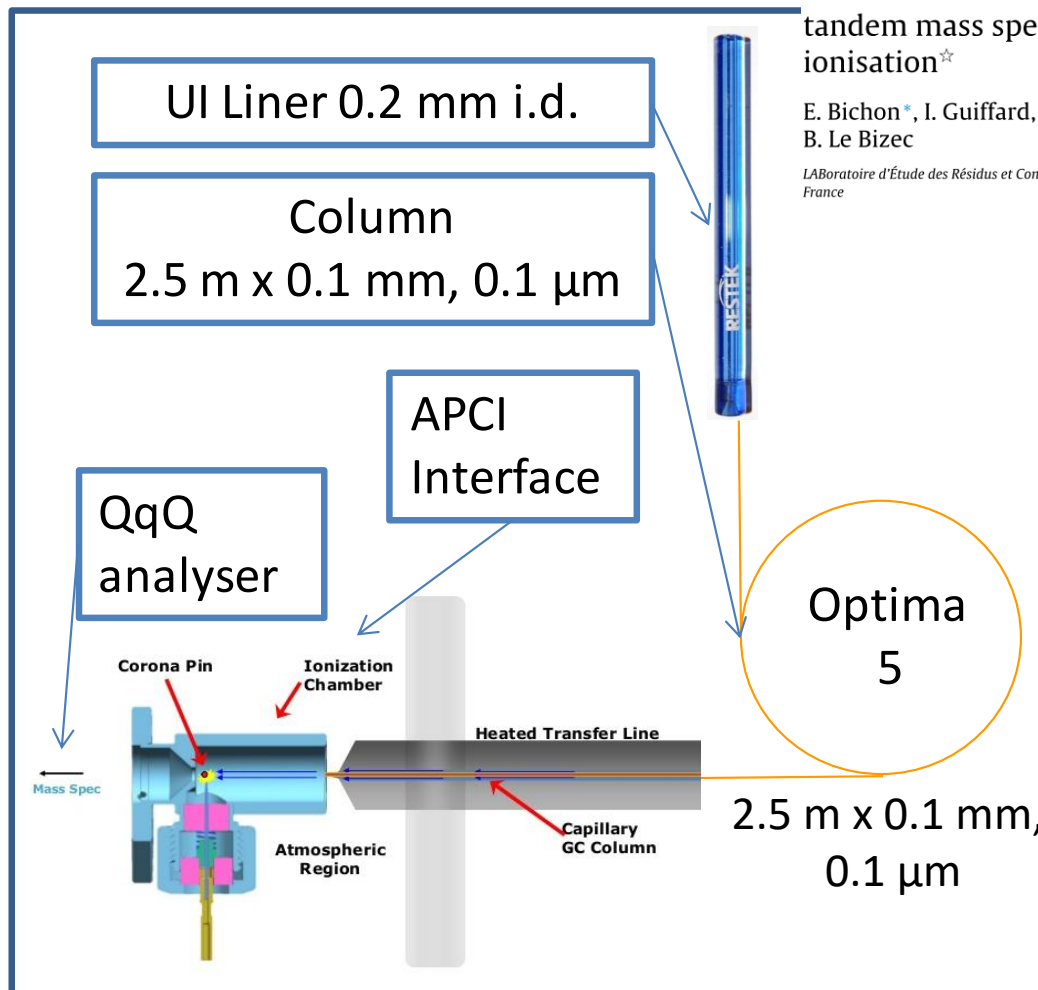 tandem mass spe
ionisation☆
E. Bichon*, I. Guiffard,
B. Le Bizec
LABoratoire d'Étude des Résidus et Con
France
UI Liner 0.2 mm i.d.
Column
2.5 m x 0.1 mm, 0.1 µm
RESTEK
APCI
Interface
QqQ
analyser
Optima
5
Corona Pin
Ionization
Chamber
Heated Transfer Line
Mass Spec
Capillary
GC Column
Atmospheric
Region
2.5 m x 0.1 mm,
0.1 µm